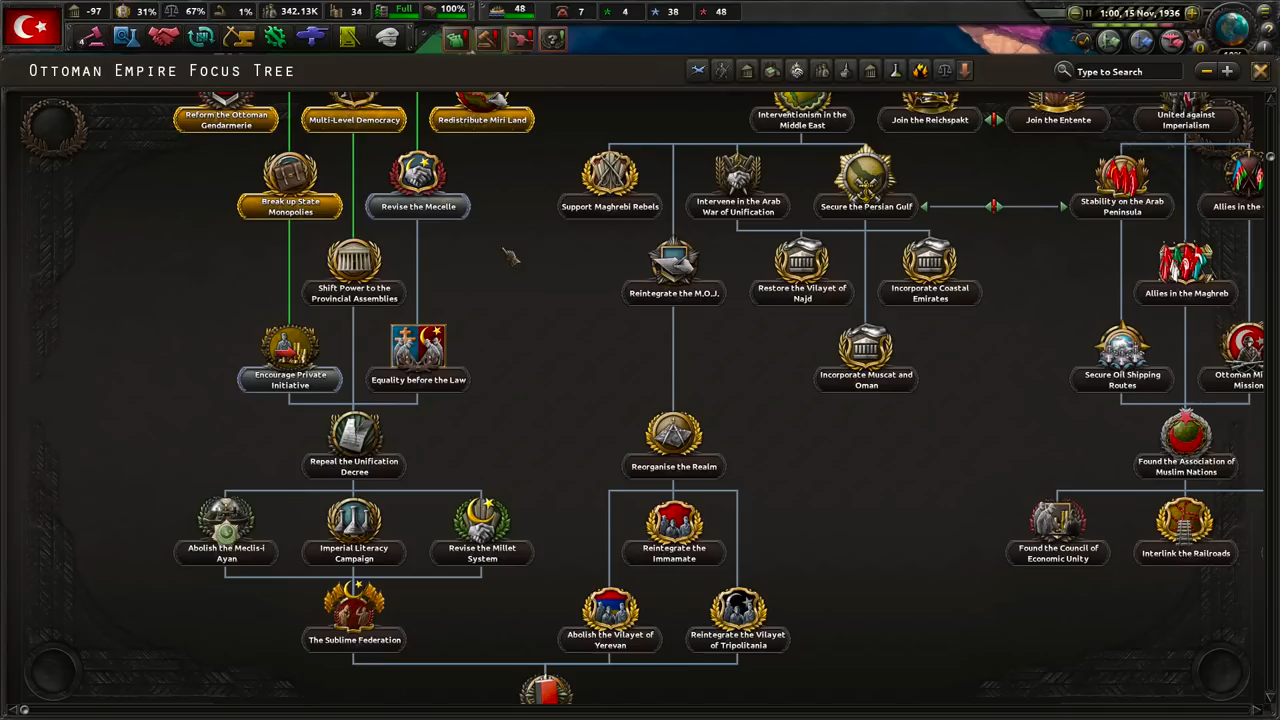 -97
31%
67%
1%
342.13K
34
Full
100%
48
7
4
38
48
1:00, 15 Nov, 1936
Ottoman Empire Focus Tree
Type to Search
Reform the Ottoman
Gendarmerie
Multi-Level Democracy
Redistribute Miri Land
Interventionism in the
Middle East
Join the Reichspakt
Join the Entente
United against
Imperialism
Break up State
Monopolies
Revise the Mecelle
Support Maghrebi Rebels
Intervene in the Arab
War of Unification
Secure the Persian Gulf
Stability on the Arab
Peninsula
Allies in the
Shift Power to the
Provincial Assemblies
Reintegrate the M.O.J.
Restore the Vilayet of
Najd
Incorporate Coastal
Emirates
Allies in the Maghreb
Encourage Private
Initiative
Equality before the Law
Incorporate Muscat and
Oman
Secure Oil Shipping
Routes
Ottoman Mi
Mission
Repeal the Unification
Decree
Reorganise the Realm
Found the Association of
Muslim Nations
Abolish the Meclis-i
Ayan
Imperial Literacy
Campaign
Revise the Millet
System
Reintegrate the
Immamate
Found the Council of
Economic Unity
Interlink the Railroads
The Sublime Federation
Abolish the Vilayet of
Yerevan
Reintegrate the Vilayet
of Tripolitania